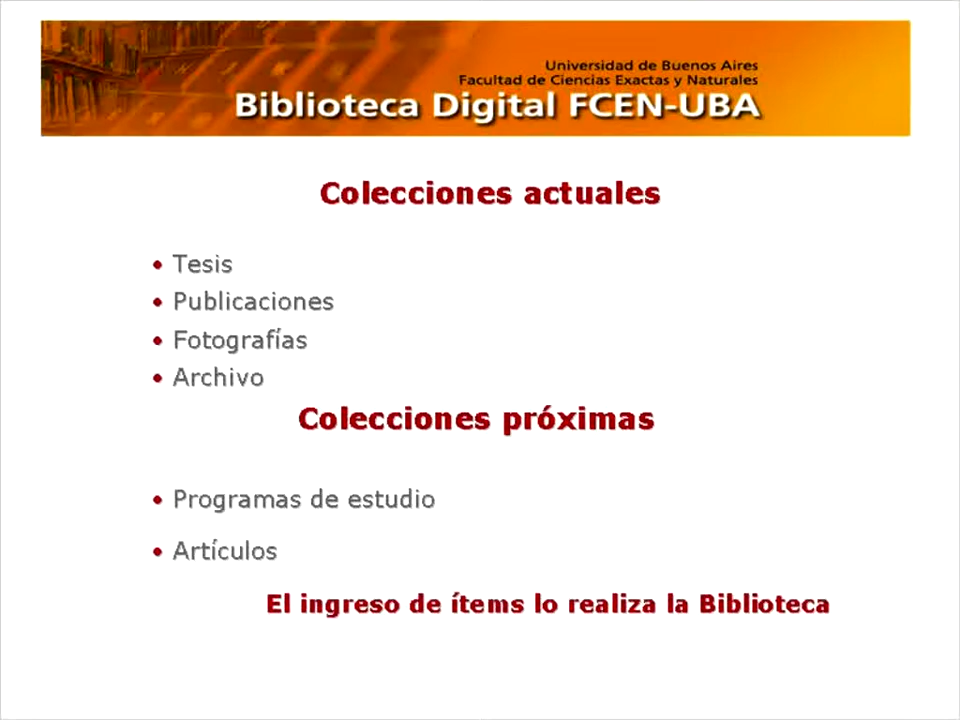 Universidad de Buenos Aires
Facultad de Ciencias Exactas y Naturales
Biblioteca Digital FCEN-UBA
Colecciones actuales
• Tesis
• Publicaciones
• Fotografías
• Archivo
Colecciones próximas
• Programas de estudio
• Artículos
El ingreso de ítems lo realiza la Biblioteca